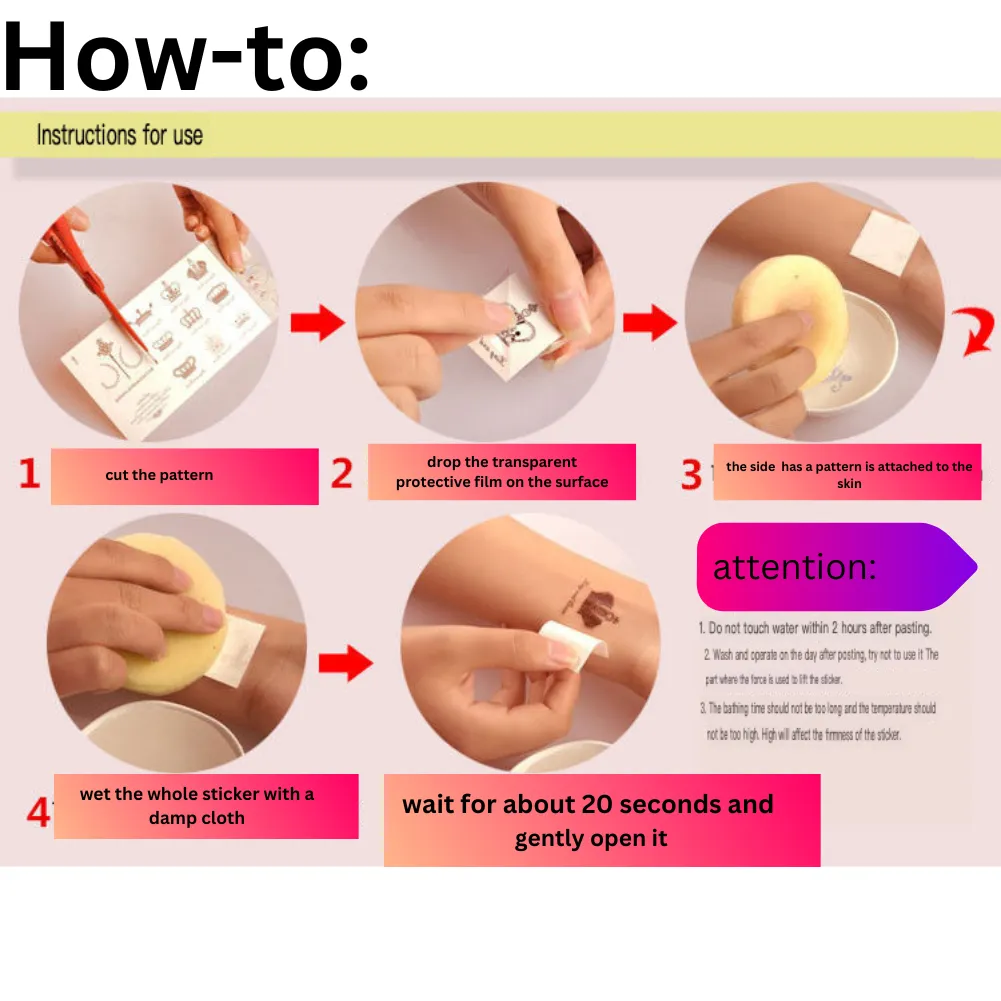 How-to:
Instructions for use
1
cut the pattern
2
drop the transparent
protective film on the surface
3
the side has a pattern is attached to the
skin
4
wet the whole sticker with a
damp cloth
wait for about 20 seconds and
gently open it
attention:
1. Do not touch water within 2 hours after pasting.
2. Wash and operate on the day after posting, try not to use it The
part where the force is used to lift the sticker.
3. The bathing time should not be too long and the temperature should
not be too high. High will affect the firmness of the sticker.